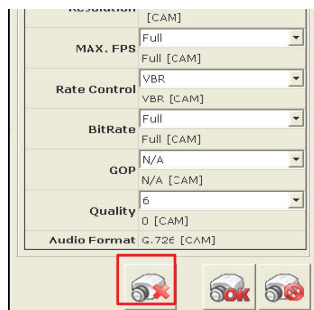 Resolution
[CAM]
MAX. FPS
Full
Full [CAM]
Rate Control
VBR
VBR [CAM]
BitRate
Full
Full [CAM]
GOP
N/A
N/A [CAM]
Quality
6
0 [CAM]
Audio Format G.726 [CAM]
OK